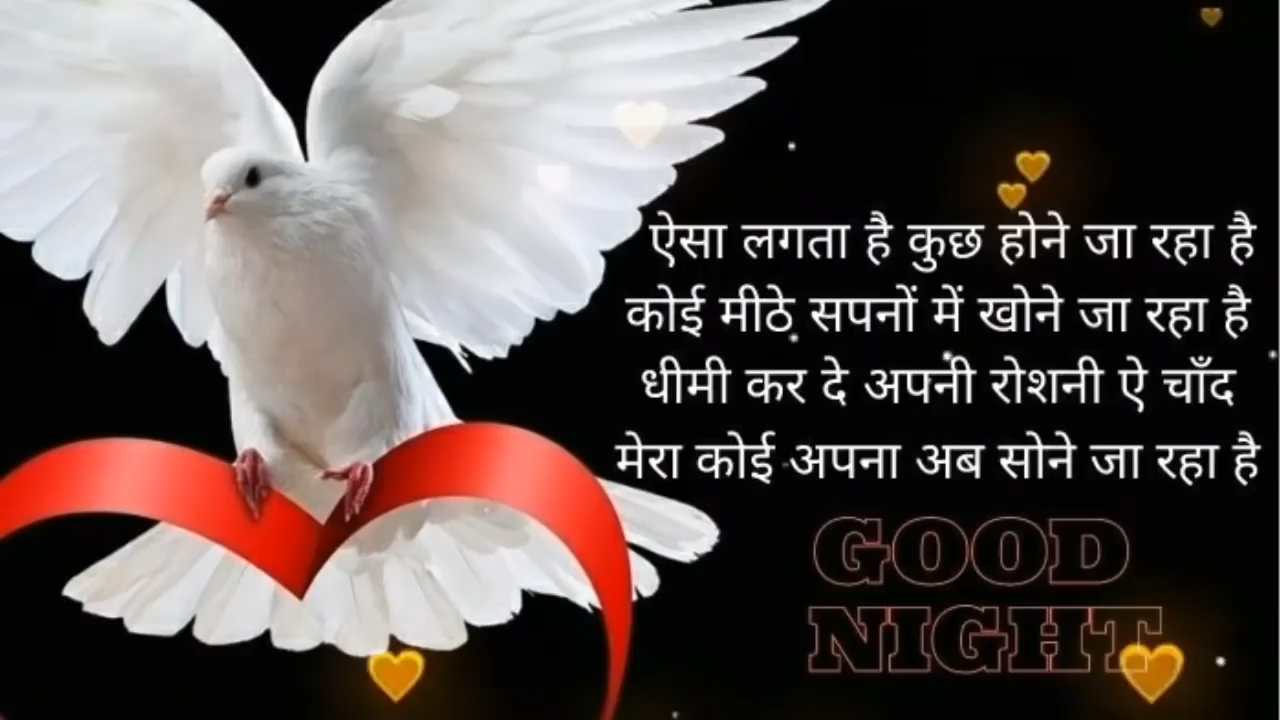 ऐसा लगता है कुछ होने जा रहा है
कोई मीठे सपनों में खोने जा रहा है
धीमी कर दे अपनी रोशनी ऐ चाँद
मेरा कोई अपना अब सोने जा रहा है
GOOD
NIGHT